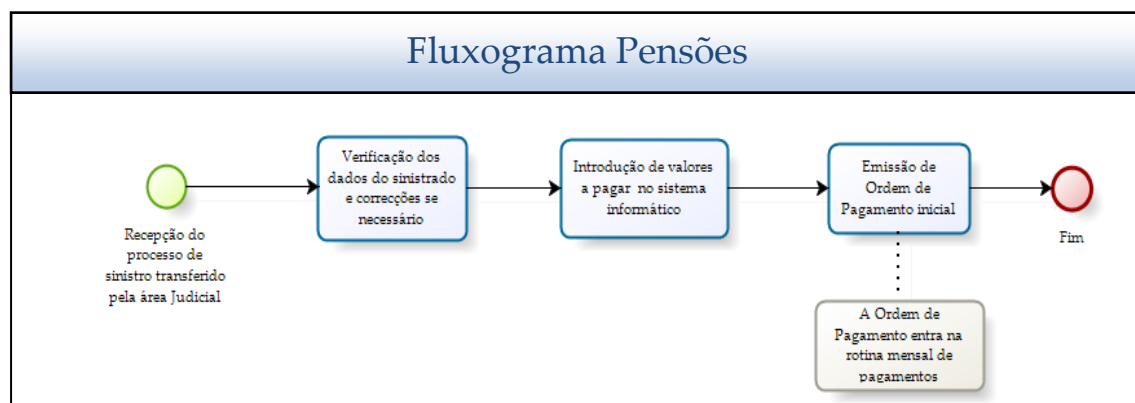 Fluxograma Pensões
Recepção do
processo de
sinistro transferido
pela área Judicial
Verificação dos
dados do sinistrado
e correcções se
necessário
Introdução de valores
a pagar no sistema
informático
Emissão de
Ordem de
Pagamento inicial
A Ordem de
Pagamento entra na
rotina mensal de
pagamentos
Fim